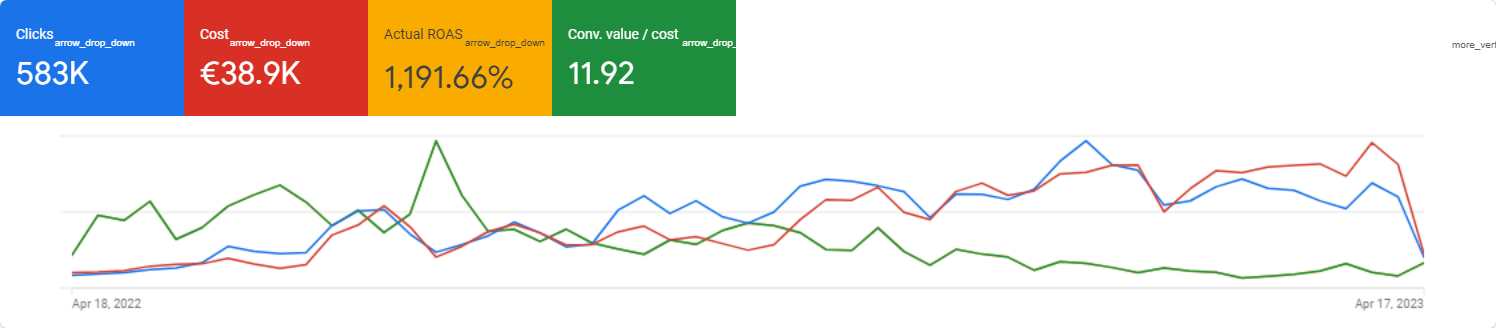 Clicks arrow_drop_down
583K
Cost arrow_drop_down
€38.9K
Actual ROAS arrow_drop_down
1,191.66%
Conv. value / cost arrow_drop_
11.92
more_vert
Apr 18, 2022
Apr 17, 2023